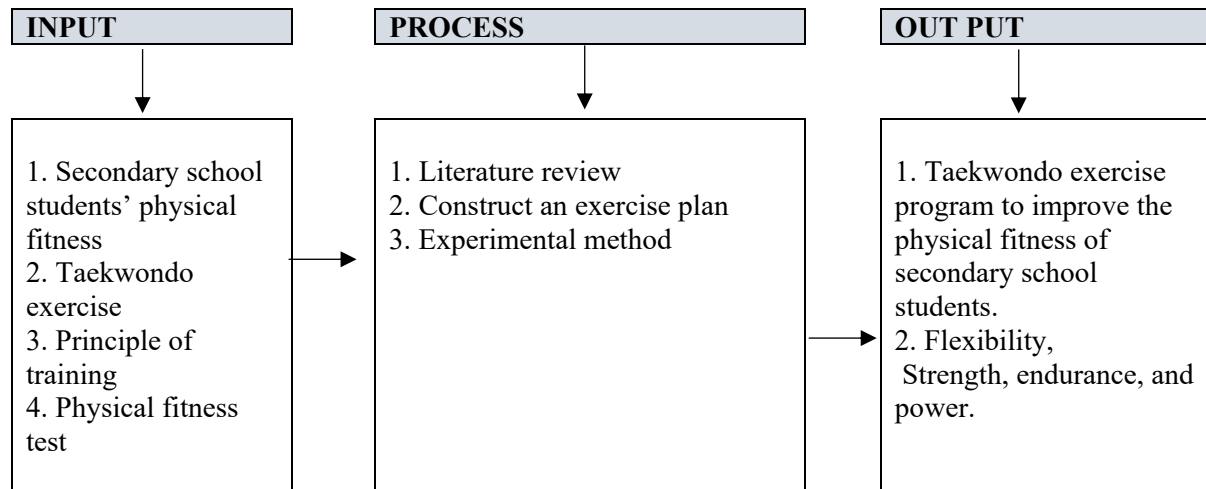 INPUT
PROCESS
OUT PUT
1. Secondary school
students’ physical
fitness
2. Taekwondo
exercise
3. Principle of
training
4. Physical fitness
test
1. Literature review
2. Construct an exercise plan
3. Experimental method
1. Taekwondo exercise
program to improve the
physical fitness of
secondary school
students.
2. Flexibility,
Strength, endurance, and
power.